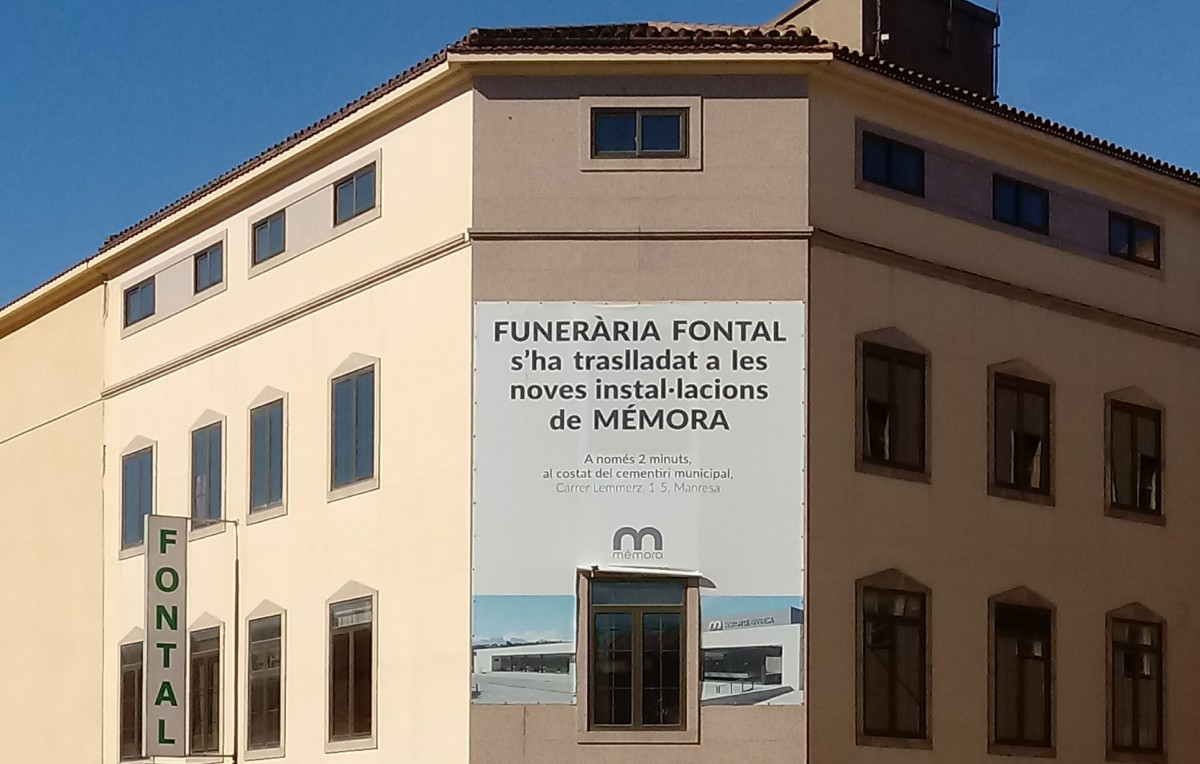 FUNERÀRIA FONTAL
s'ha traslladat a les
noves instal·lacions
de MÉMORA
A només 2 minuts,
al costat del cementiri municipal,
Carrer Lemmerz, 1-5, Manresa
m
mémora
m
FONTAL